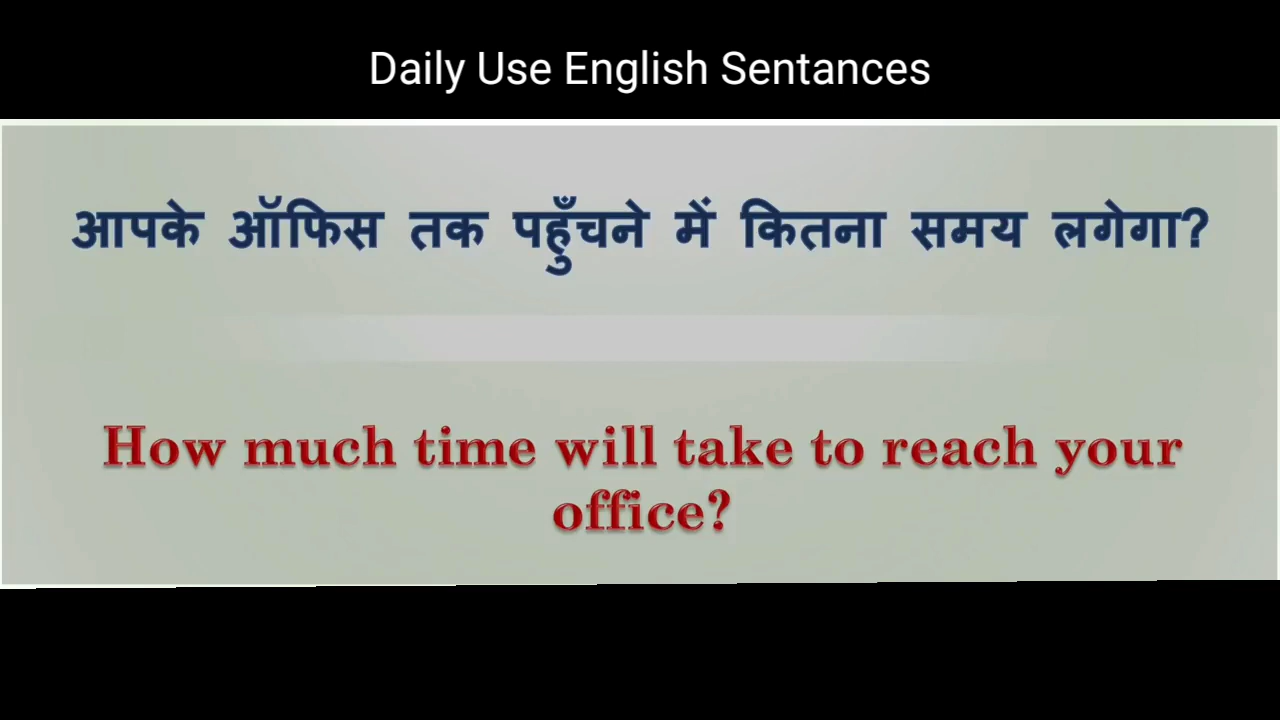 Daily Use English Sentances
आपके ऑफिस तक पहुँचने में कितना समय लगेगा?
How much time will take to reach your
office?